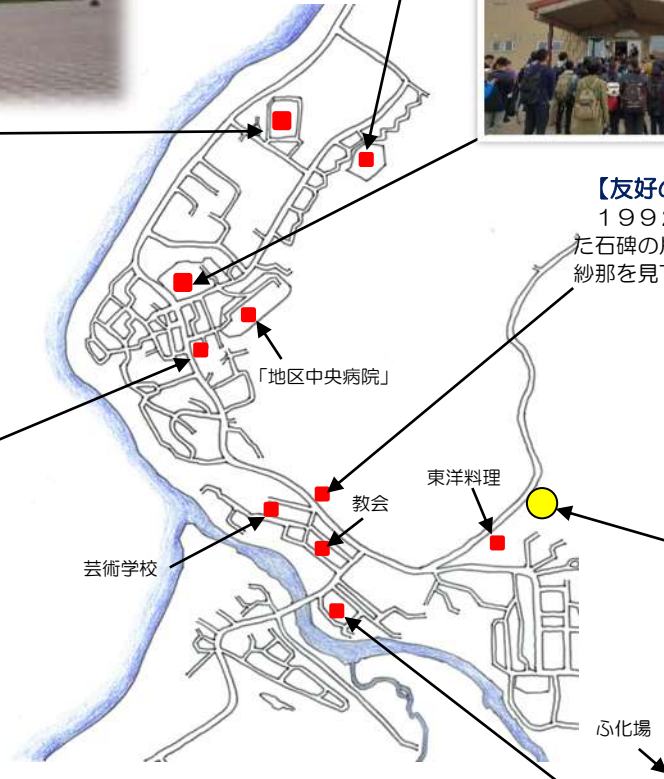 【友好の
１９９
た石碑の
紗那を見
「地区中央病院」
東洋料理
教会
芸術学校
ふ化場